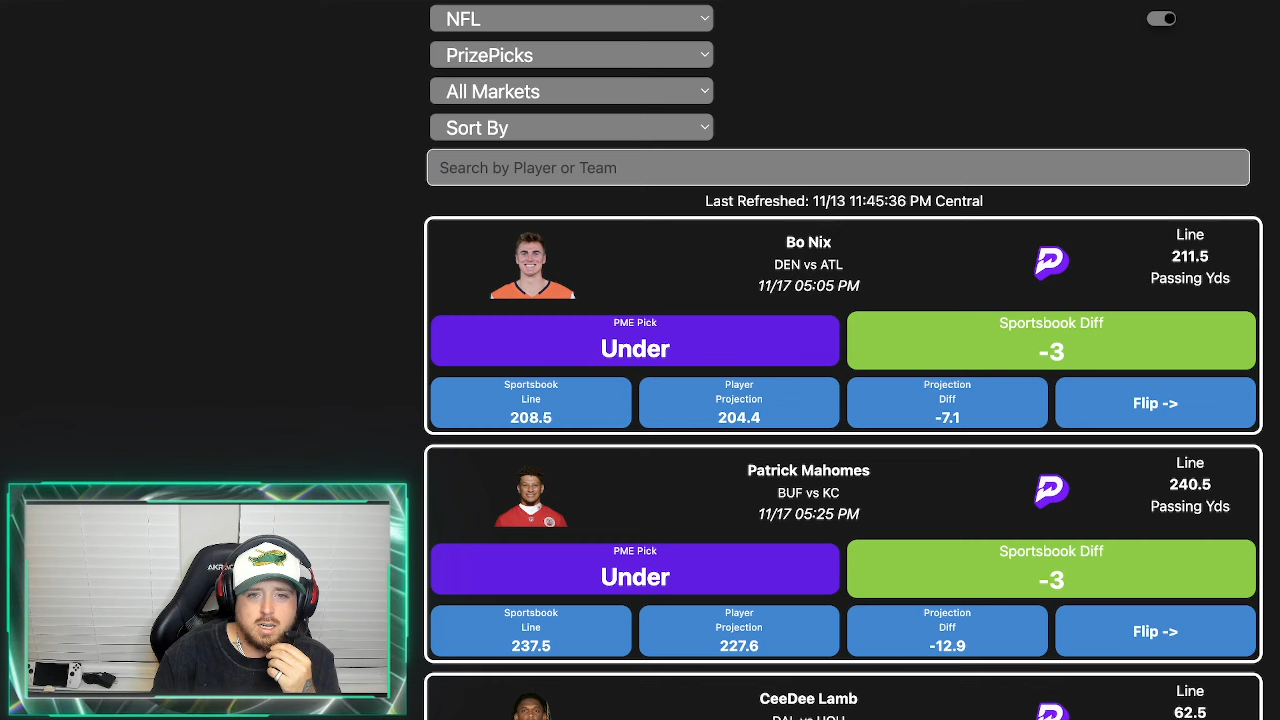 NFL
PrizePicks
All Markets
Sort By
Search by Player or Team
Last Refreshed: 11/13 11:45:36 PM Central
Bo Nix
DEN vs ATL
11/17 05:05 PM
Line
211.5
Passing Yds
PME Pick
Under
Sportsbook Diff
-3
Sportsbook
Line
208.5
Player
Projection
204.4
Projection
Diff
-7.1
Flip ->
Patrick Mahomes
BUF vs KC
11/17 05:25 PM
Line
240.5
Passing Yds
PME Pick
Under
Sportsbook Diff
-3
Sportsbook
Line
237.5
Player
Projection
227.6
Projection
Diff
-12.9
Flip ->
CeeDee Lamb
DAL vs HOU
Line
62.5
AKRACING